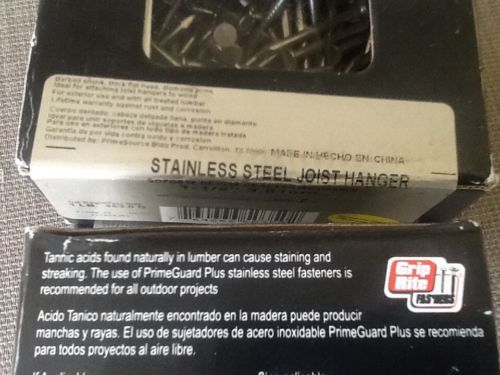 Barbed shank, thick flat head, diamond point
Ideal for attaching joist hangers to wood
For exterior use and with all treated lumber
Lifetime warranty against rust and corrosion
Cuerpo dentado, cabeza delgada llana, punta en diamante
Ideal para unir soportes de viguetas a madera
Para uso en exteriores con todo tipo de madera tratada
Garantia de por vida contra oxido y corrosion
Distributed by: PrimeSource Bldg Prod. Carrollton, TX 75006 MADE IN/HECHO EN: CHINA
STAINLESS STEEL JOIST HANGER
SOPORTE DE
Tannic acids found naturally in lumber can cause staining and
streaking. The use of PrimeGuard Plus stainless steel fasteners is
recommended for all outdoor projects
Grip
Rite
Acido Tanico naturalmente encontrado en la madera puede producir
manchas y rayas. El uso de sujetadores de acero inoxidable PrimeGuard Plus se recomienda
para todos proyectos al aire libre.